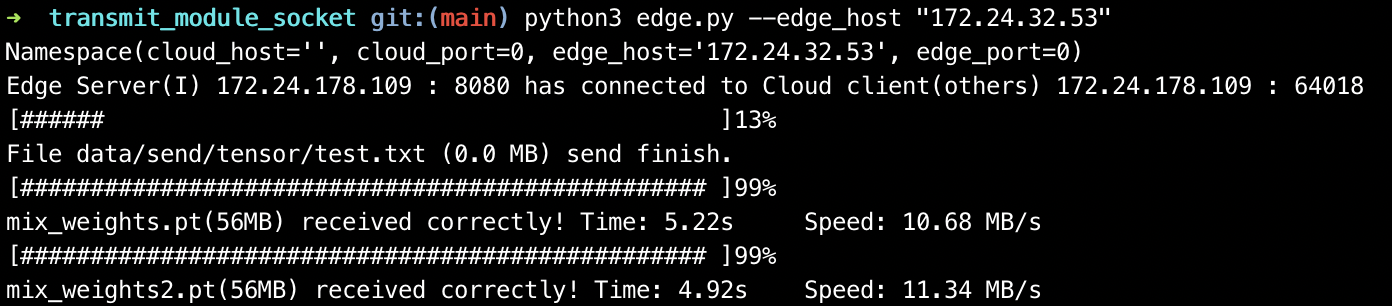 ➜  transmit_module_socket git:(main) python3 edge.py --edge_host "172.24.32.53"
Namespace(cloud_host='', cloud_port=0, edge_host='172.24.32.53', edge_port=0)
Edge Server(I) 172.24.178.109 : 8080 has connected to Cloud client(others) 172.24.178.109 : 64018
[######                                            ]13%
File data/send/tensor/test.txt (0.0 MB) send finish.
[################################################# ]99%
mix_weights.pt(56MB) received correctly! Time: 5.22s    Speed: 10.68 MB/s
[################################################# ]99%
mix_weights2.pt(56MB) received correctly! Time: 4.92s    Speed: 11.34 MB/s